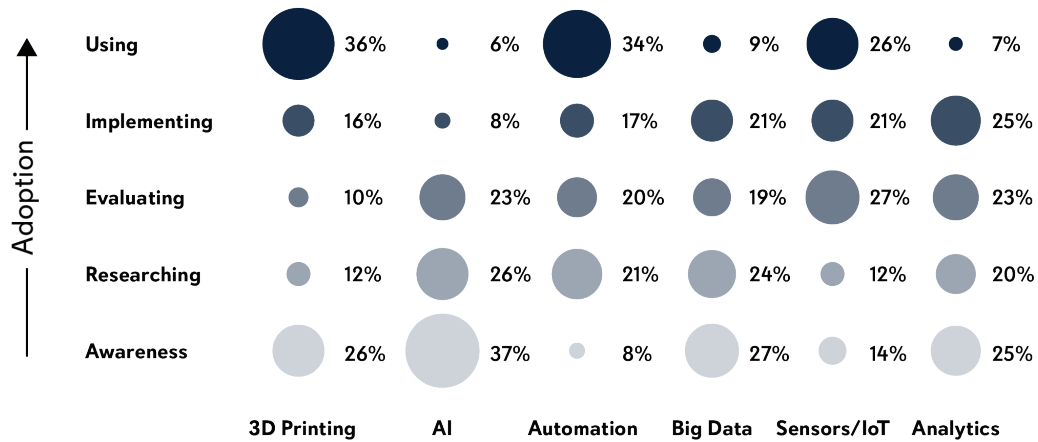 Adoption
Using 36% 6% 34% 9% 26% 7%
Implementing 16% 8% 17% 21% 21% 25%
Evaluating 10% 23% 20% 19% 27% 23%
Researching 12% 26% 21% 24% 12% 20%
Awareness 26% 37% 8% 27% 14% 25%
3D Printing AI Automation Big Data Sensors/IoT Analytics